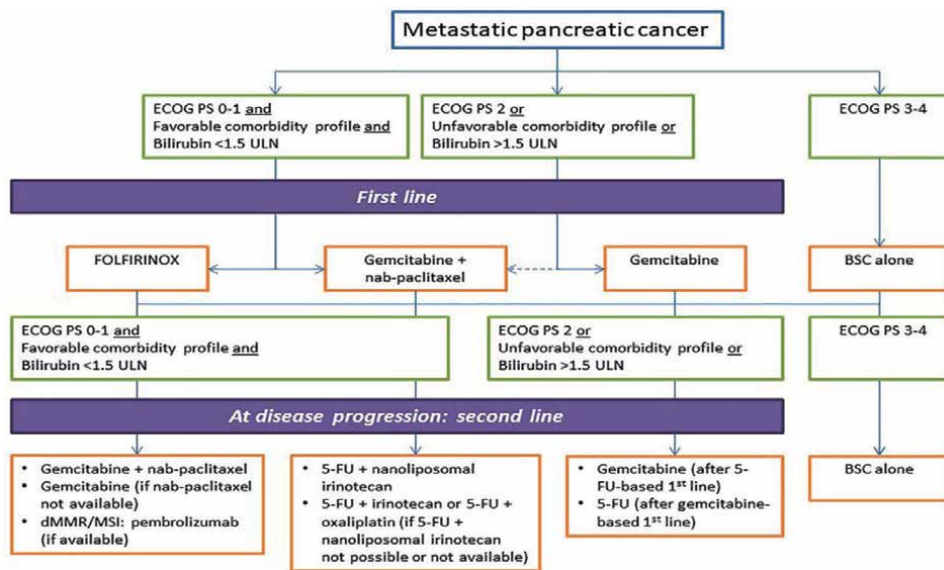 Metastatic pancreatic cancer
ECOG PS 0-1 and
Favorable comorbidity profile and
Bilirubin <1.5 ULN
ECOG PS 2 or
Unfavorable comorbidity profile or
Bilirubin >1.5 ULN
ECOG PS 3-4
First line
FOLFIRINOX
Gemcitabine +
nab-paclitaxel
Gemcitabine
BSC alone
ECOG PS 0-1 and
Favorable comorbidity profile and
Bilirubin <1.5 ULN
ECOG PS 2 or
Unfavorable comorbidity profile or
Bilirubin >1.5 ULN
ECOG PS 3-4
At disease progression: second line
• Gemcitabine + nab-paclitaxel
• Gemcitabine (if nab-paclitaxel
not available)
• dMMR/MSI: pembrolizumab
(if available)
• 5-FU + nanoliposomal
irinotecan
• 5-FU + irinotecan or 5-FU +
oxaliplatin (if 5-FU +
nanoliposomal irinotecan
not possible or not available)
• Gemcitabine (after 5-
FU-based 1st line)
• 5-FU (after gemcitabine-
based 1st line)
BSC alone